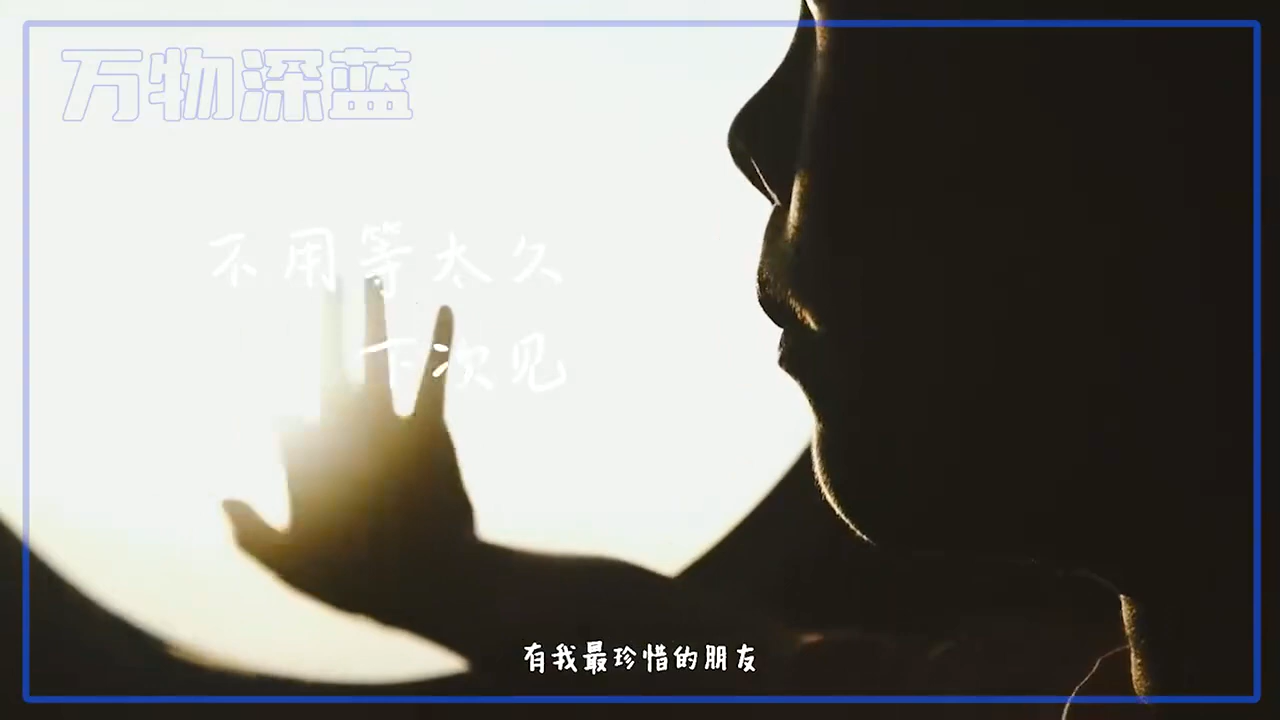 万物深蓝
不用等太久
下次见
有我最珍惜的朋友